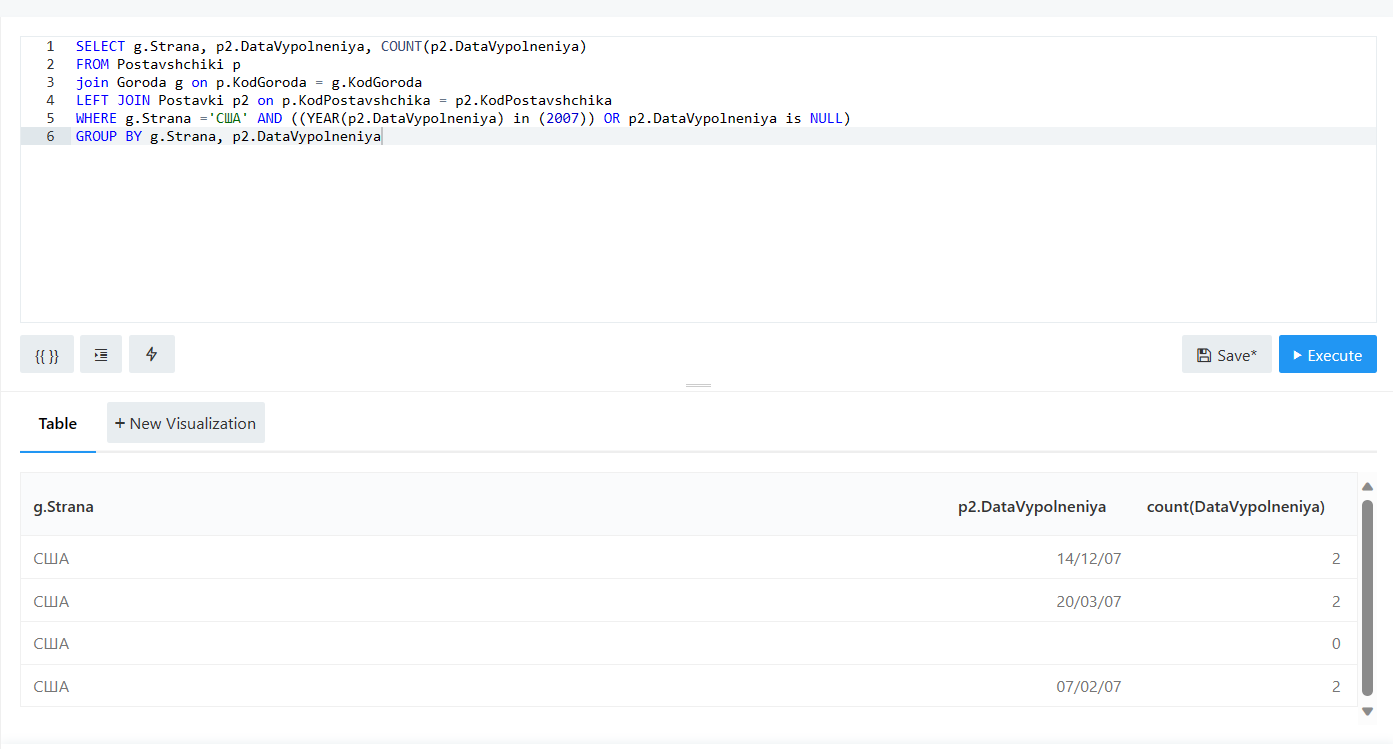 1 SELECT g.Strana, p2.DataVypolneniya, COUNT(p2.DataVypolneniya)
2 FROM Postavshchiki p
3 join Goroda g on p.KodGoroda = g.KodGoroda
4 LEFT JOIN Postavki p2 on p.KodPostavshchika = p2.KodPostavshchika
5 WHERE g.Strana ='США' AND ((YEAR(p2.DataVypolneniya) in (2007)) OR p2.DataVypolneniya is NULL)
6 GROUP BY g.Strana, p2.DataVypolneniya
{{ }} Save* Execute
Table + New Visualization
g.Strana p2.DataVypolneniya count(DataVypolneniya)
США 14/12/07 2
США 20/03/07 2
США 0
США 07/02/07 2